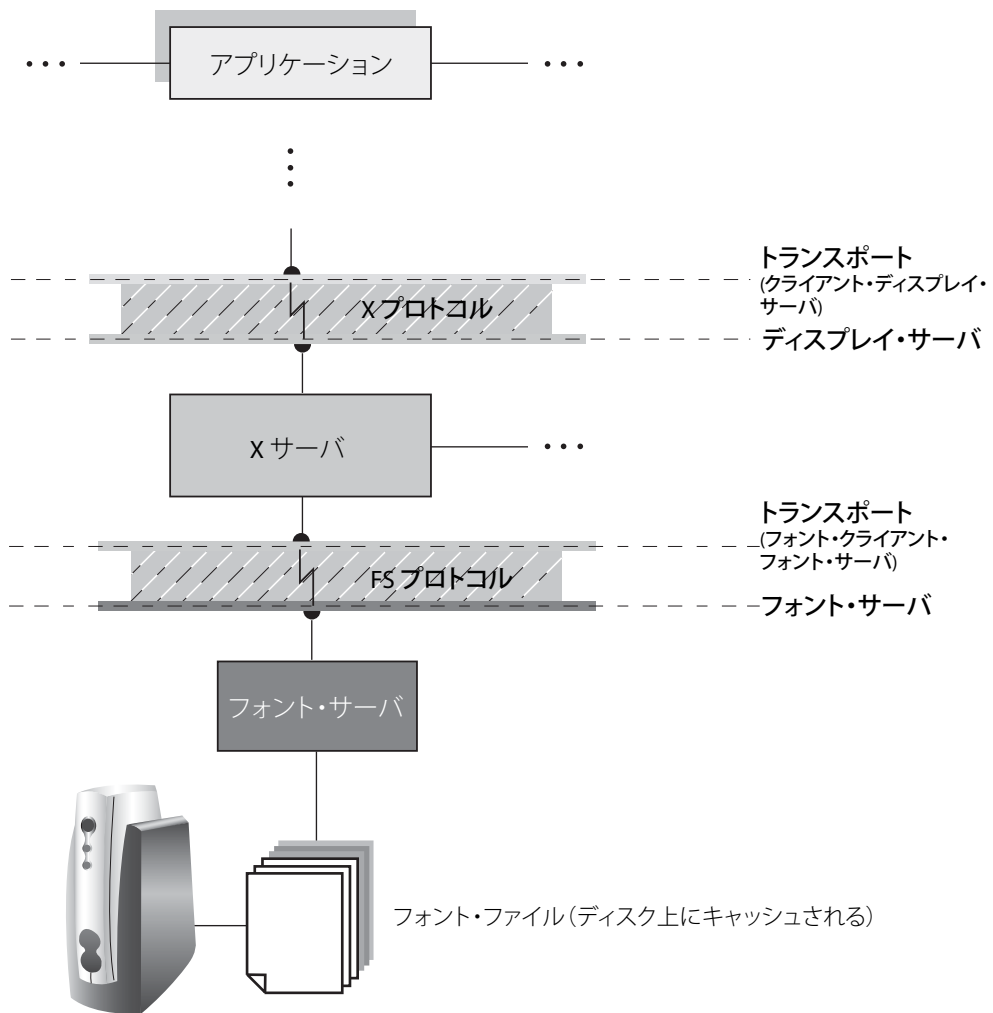 アプリケーション
トランスポート
(クライアント・ディスプレイ・
サーバ)
X プロトコル
ディスプレイ・サーバ
X サーバ
トランスポート
(フォント・クライアント・
フォント・サーバ)
FS プロトコル
フォント・サーバ
フォント・サーバ
フォント・ファイル(ディスク上にキャッシュされる)